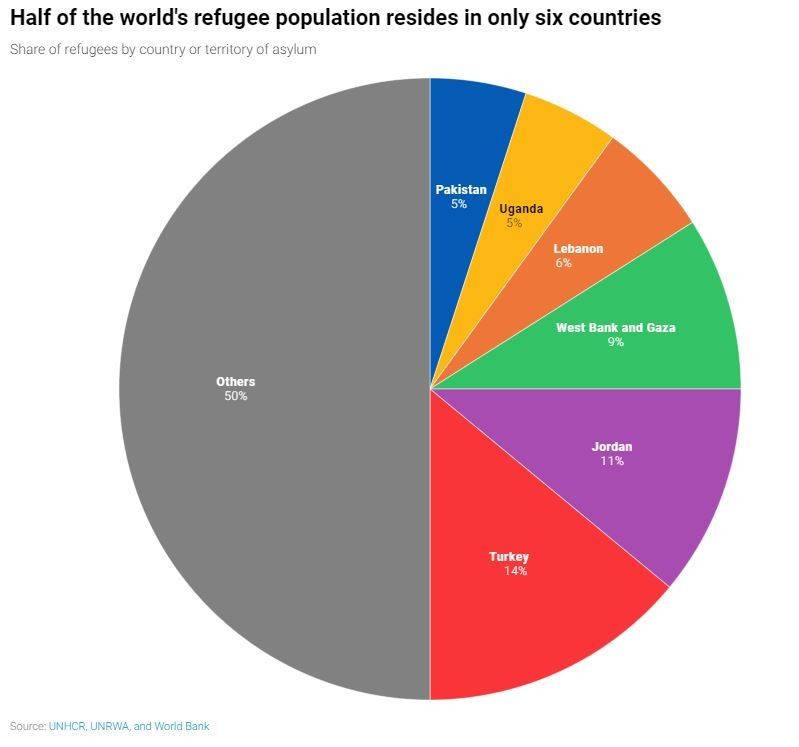 Half of the world's refugee population resides in only six countries
Share of refugees by country or territory of asylum
Pakistan
5%
Uganda
5%
Lebanon
6%
West Bank and Gaza
9%
Others
50%
Jordan
11%
Turkey
14%
Source: UNHCR, UNRWA, and World Bank